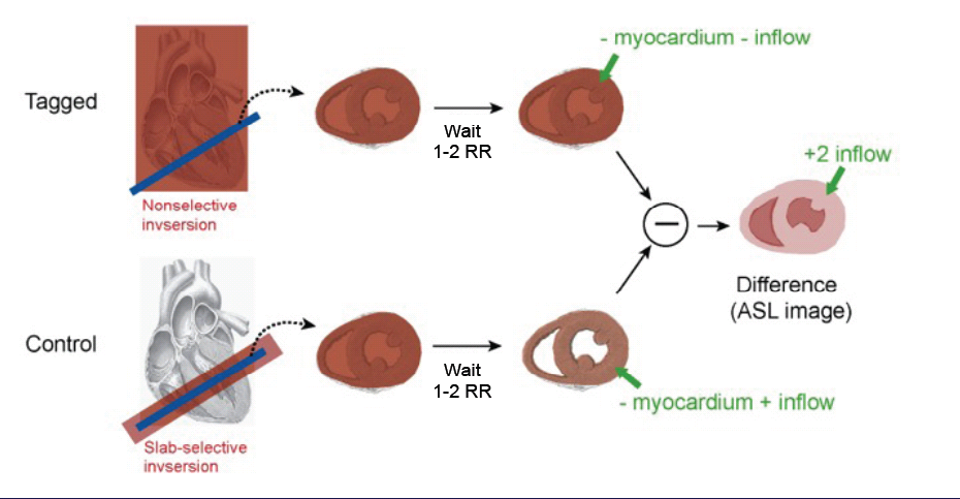 - myocardium - inflow
Tagged
Wait
1-2 RR
+2 inflow
Nonselective
invsersion
Difference
(ASL image)
Control
Wait
1-2 RR
- myocardium + inflow
Slab-selective
invsersion